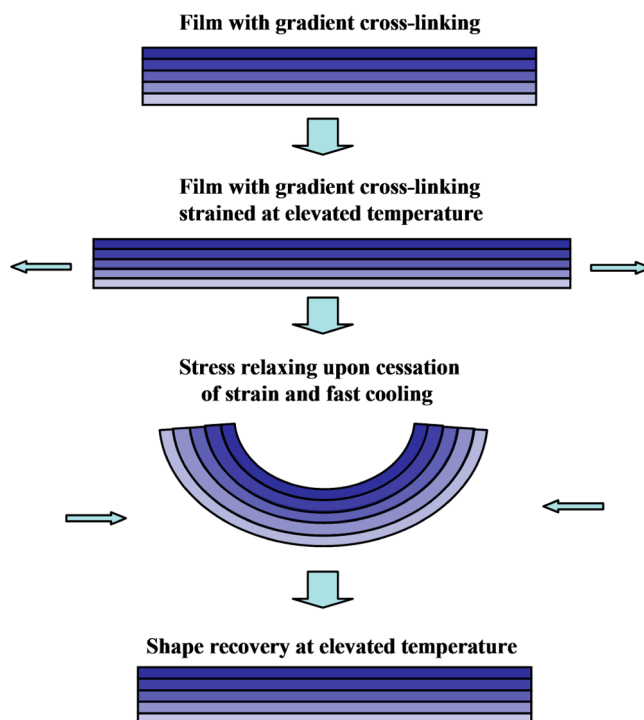 Film with gradient cross-linking
Film with gradient cross-linking
strained at elevated temperature
Stress relaxing upon cessation
of strain and fast cooling
Shape recovery at elevated temperature